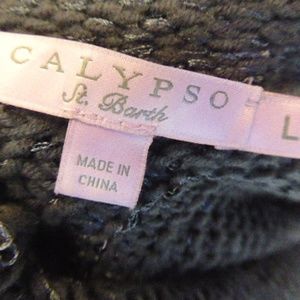 CALYPSO
St. Barth
L
MADE IN
CHINA